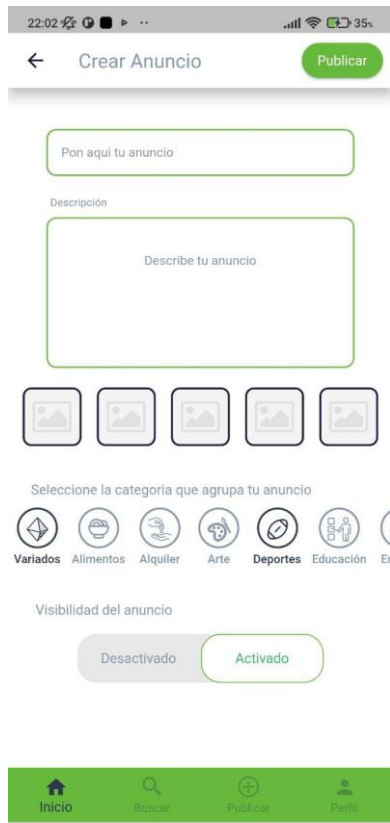 22:02 35%
Crear Anuncio Publicar
Pon aqui tu anuncio
Descripción
Describe tu anuncio
Seleccione la categoria que agrupa tu anuncio
Variados Alimentos Alquiler Arte Deportes Educación
Visibilidad del anuncio
Desactivado Activado
Inicio Buscar Publicar Perfil